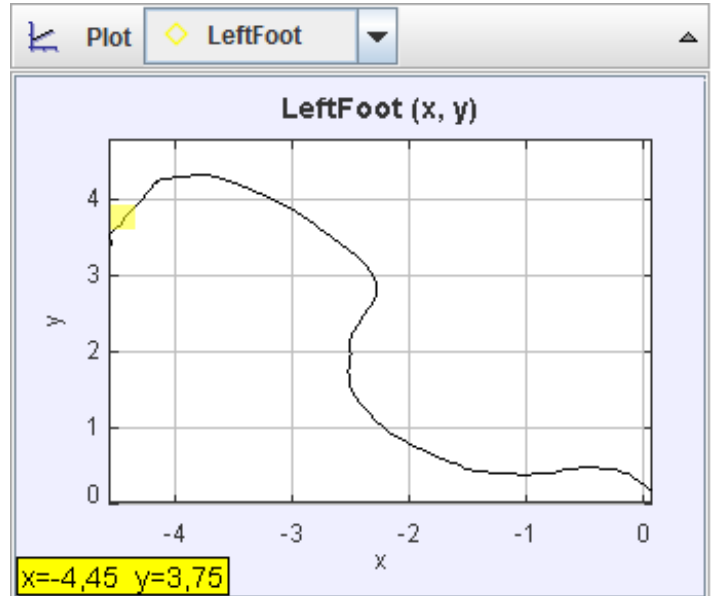 Plot LeftFoot
LeftFoot (x, y)
4
3
2
1
0
y
-4 -3 -2 -1 0
x
x=-4,45 y=3,75